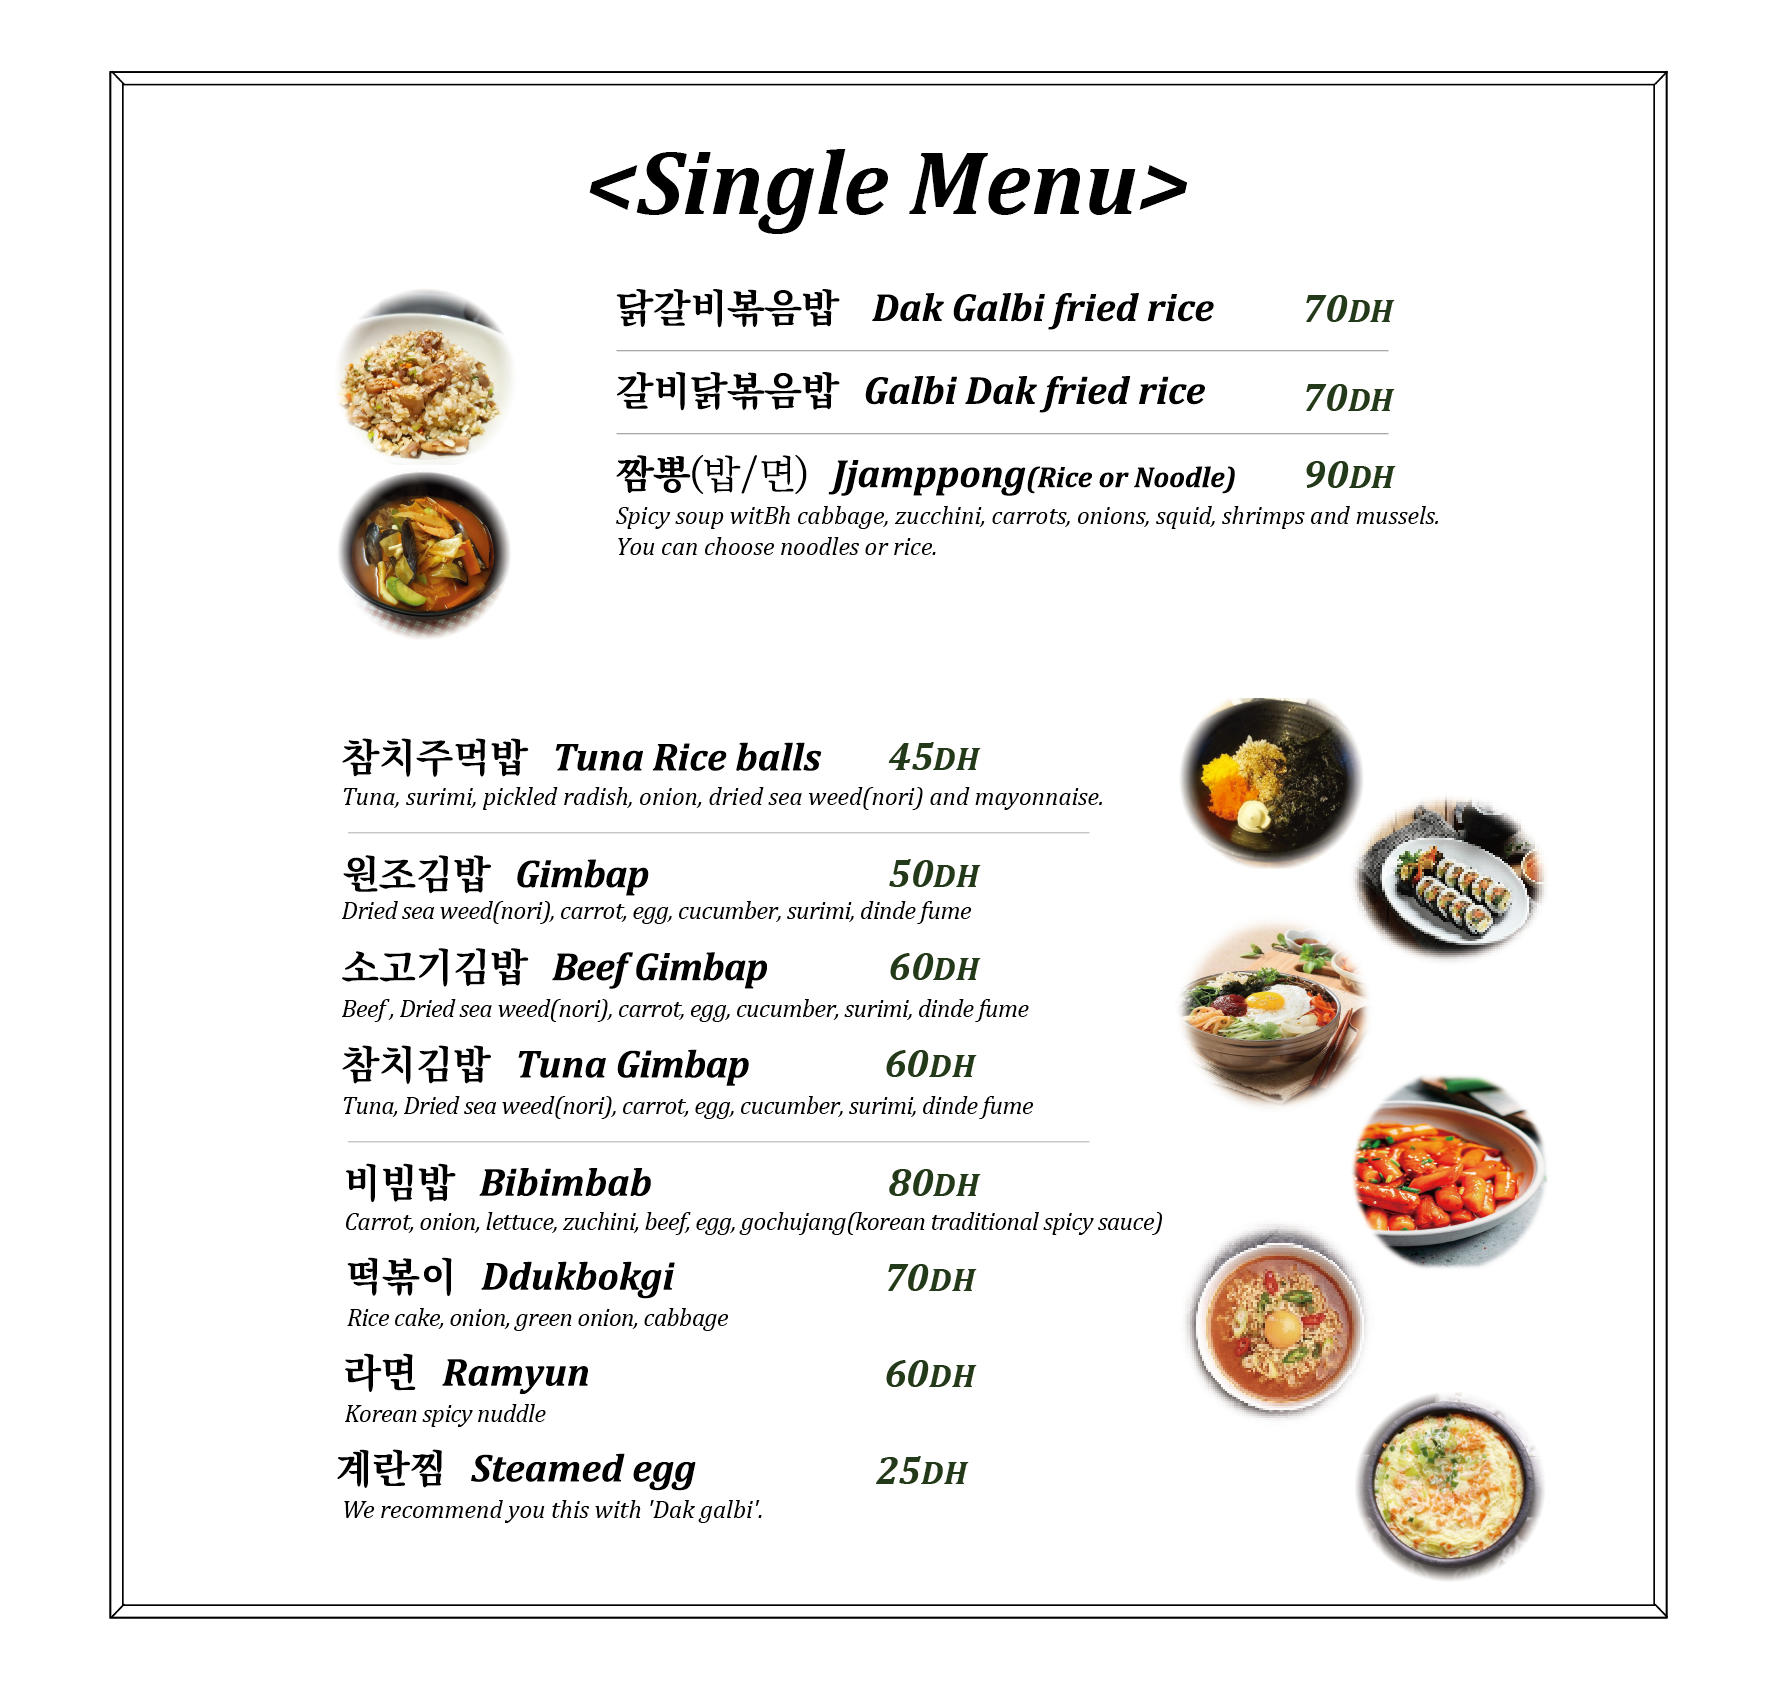 <Single Menu>
닭갈비볶음밥 Dak Galbi fried rice 70DH
갈비닭볶음밥 Galbi Dak fried rice 70DH
짬뽕(밥/면) Jjamppong(Rice or Noodle) 90DH
Spicy soup witBh cabbage, zucchini, carrots, onions, squid, shrimps and mussels.
You can choose noodles or rice.
참치주먹밥 Tuna Rice balls 45DH
Tuna, surimi, pickled radish, onion, dried sea weed(nori) and mayonnaise.
원조김밥 Gimbap 50DH
Dried sea weed(nori), carrot, egg, cucumber, surimi, dinde fume
소고기김밥 Beef Gimbap 60DH
Beef , Dried sea weed(nori), carrot, egg, cucumber, surimi, dinde fume
참치김밥 Tuna Gimbap 60DH
Tuna, Dried sea weed(nori), carrot, egg, cucumber, surimi, dinde fume
비빔밥 Bibimbab 80DH
Carrot, onion, lettuce, zuchini, beef, egg, gochujang(korean traditional spicy sauce)
떡볶이 Ddukbokgi 70DH
Rice cake, onion, green onion, cabbage
라면 Ramyun 60DH
Korean spicy nuddle
계란찜 Steamed egg 25DH
We recommend you this with 'Dak galbi'.